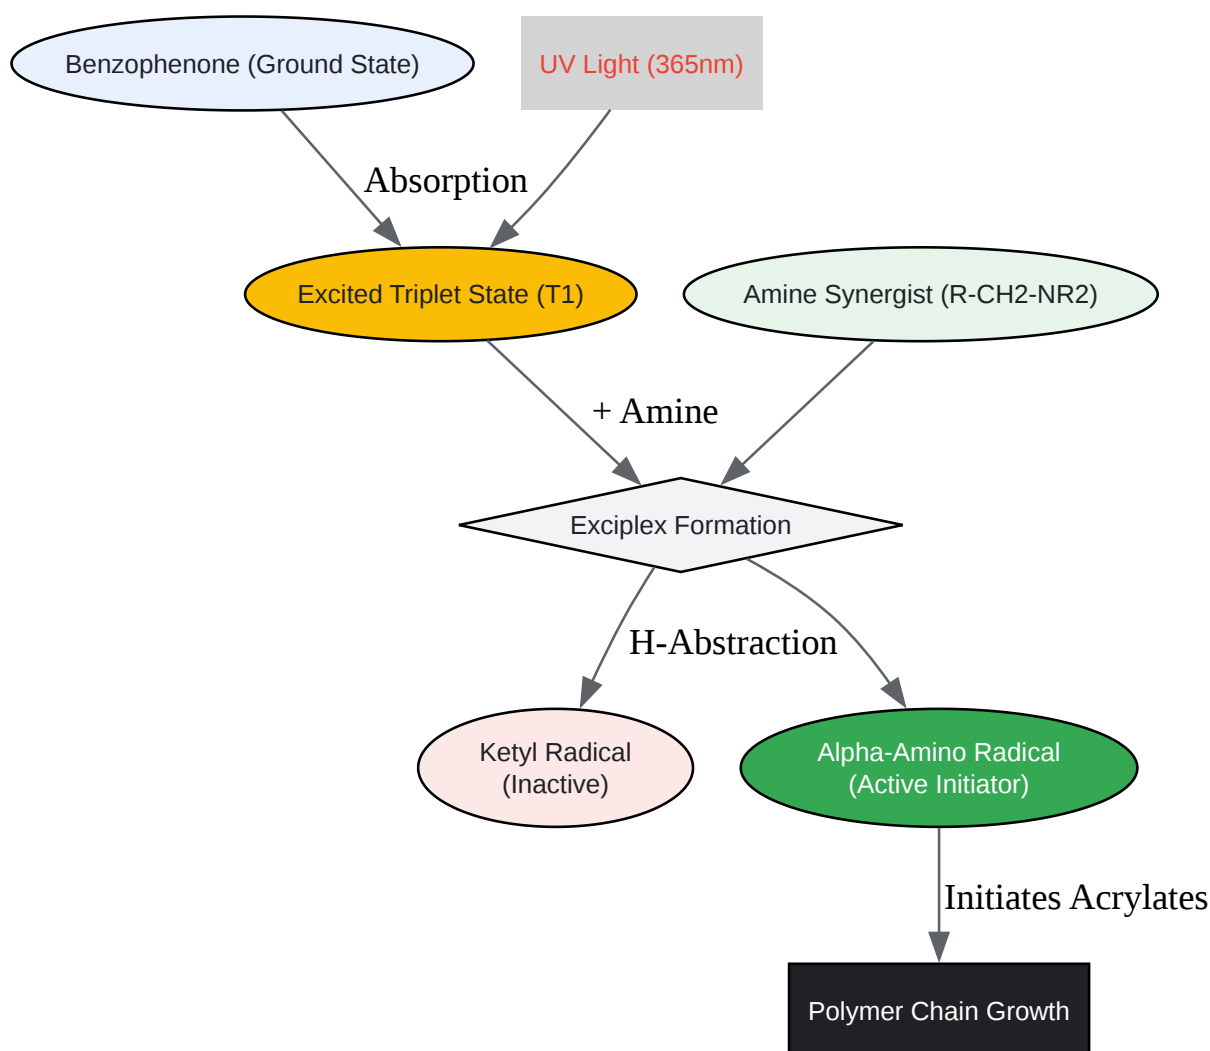 Benzophenone (Ground State)
UV Light (365nm)
Absorption
Excited Triplet State (T1)
Amine Synergist (R-CH2-NR2)
+ Amine
Exciplex Formation
H-Abstraction
Ketyl Radical
(Inactive)
Alpha-Amino Radical
(Active Initiator)
Initiates Acrylates
Polymer Chain Growth